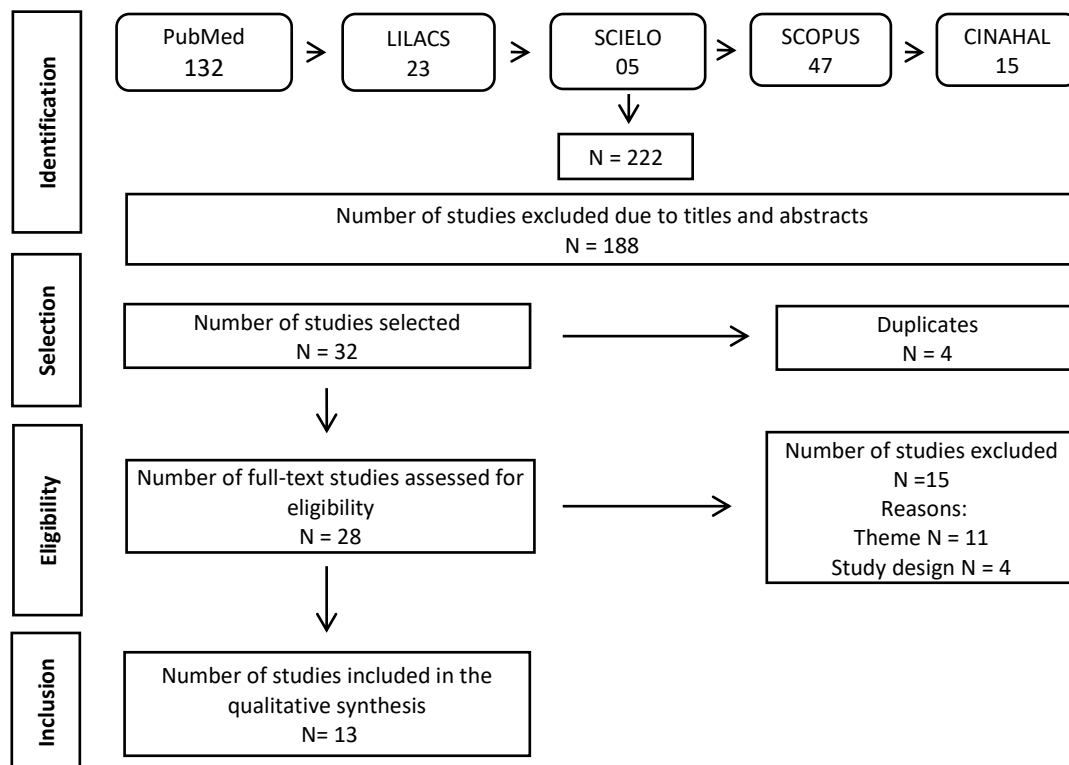 Identification
PubMed
132
LILACS
23
SCIELO
05
SCOPUS
47
CINAHAL
15
N = 222
Number of studies excluded due to titles and abstracts
N = 188
Selection
Number of studies selected
N = 32
Duplicates
N = 4
Eligibility
Number of full-text studies assessed for
eligibility
N = 28
Number of studies excluded
N =15
Reasons:
Theme N = 11
Study design N = 4
Inclusion
Number of studies included in the
qualitative synthesis
N= 13